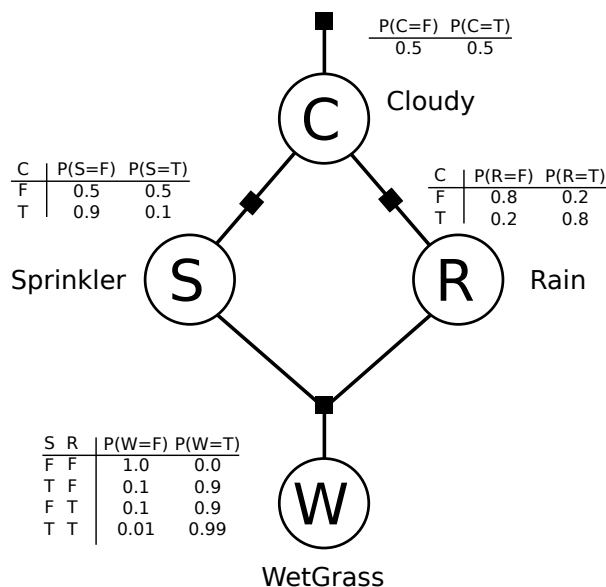 P(C=F) P(C=T)
0.5 0.5
C
Cloudy
C P(S=F) P(S=T)
F 0.5 0.5
T 0.9 0.1
C P(R=F) P(R=T)
F 0.8 0.2
T 0.2 0.8
Sprinkler
S
R
Rain
S R P(W=F) P(W=T)
F F 1.0 0.0
T F 0.1 0.9
F T 0.1 0.9
T T 0.01 0.99
W
WetGrass